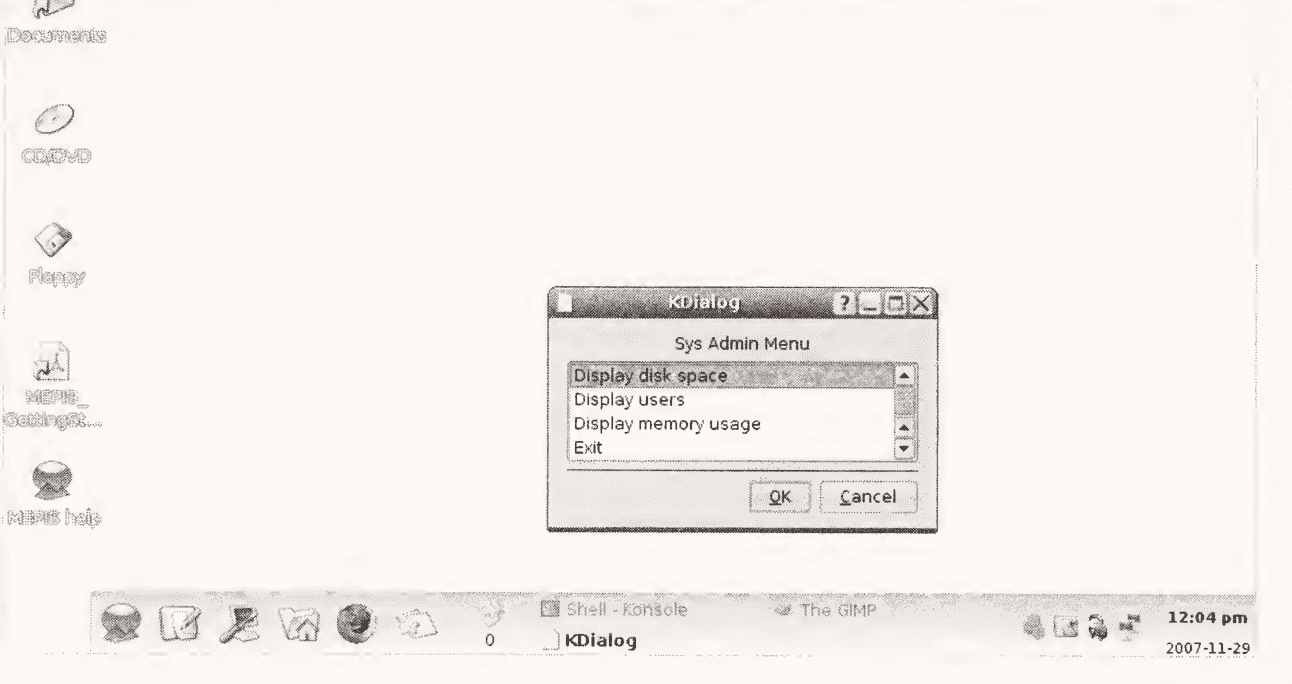 Documents
CD/DVD
Floppy
MEPIS_
GettingSt...
MEPIS help
KDialog
?
Sys Admin Menu
Display disk space
Display users
Display memory usage
Exit
OK
Cancel
Shell - Konsole
The GIMP
0
KDialog
12:04 pm
2007-11-29